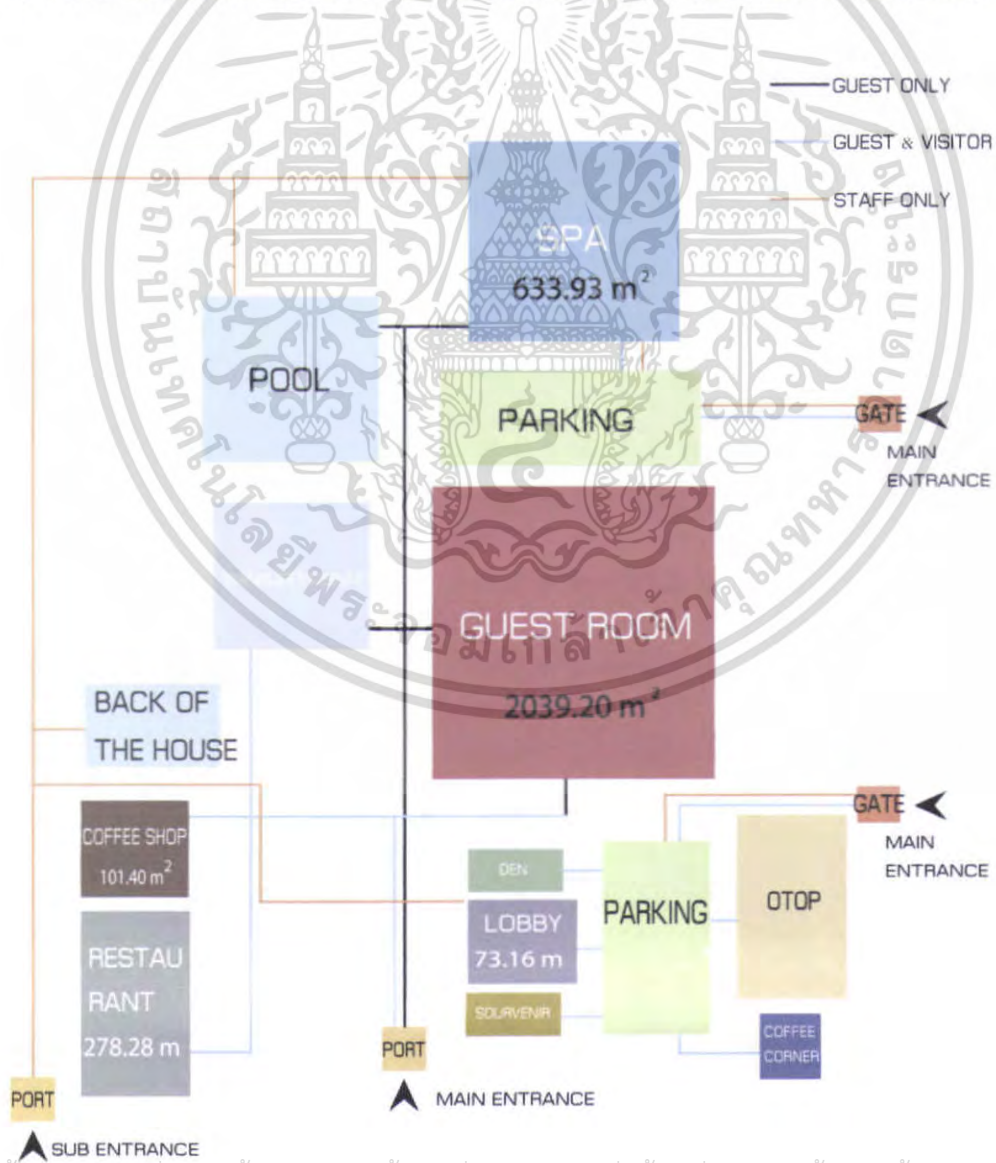 GUEST ONLY
GUEST & VISITOR
STAFF ONLY
SPA
633.93 m²
POOL
PARKING
GATE
MAIN
ENTRANCE
GUEST ROOM
2039.20 m²
BACK OF
THE HOUSE
COFFEE SHOP
101.40 m²
GATE
MAIN
ENTRANCE
DEN
LOBBY
73.16 m
SOURVENIR
PARKING
OTOP
COFFEE
CORNER
RESTAU
RANT
278.28 m
PORT
MAIN ENTRANCE
PORT
SUB ENTRANCE